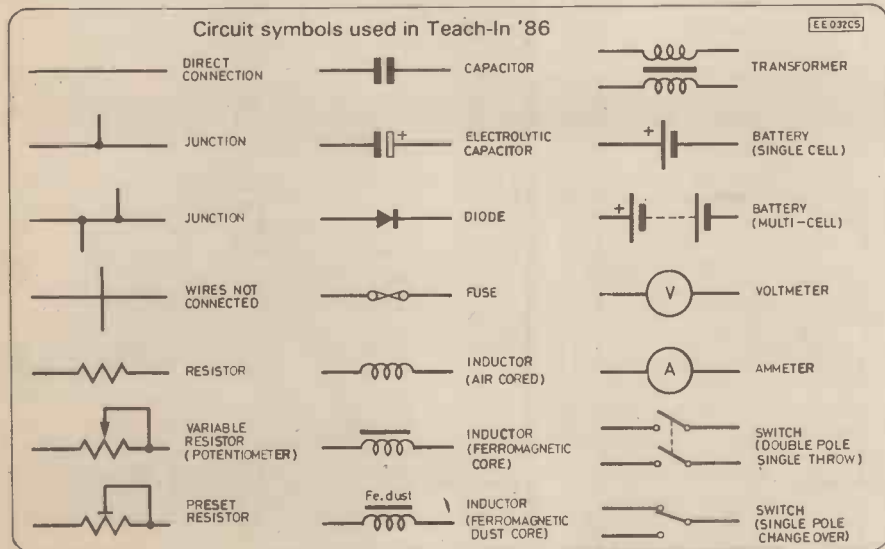 Circuit symbols used in Teach-In '86
EE032C5
DIRECT
CONNECTION
JUNCTION
JUNCTION
WIRES NOT
CONNECTED
RESISTOR
VARIABLE
RESISTOR
(POTENTIOMETER)
PRESET
RESISTOR
CAPACITOR
+
ELECTROLYTIC
CAPACITOR
DIODE
FUSE
INDUCTOR
(AIR CORED)
INDUCTOR
(FERROMAGNETIC
CORE)
Fe.dust
INDUCTOR
(FERROMAGNETIC
DUST CORE)
TRANSFORMER
+
BATTERY
(SINGLE CELL)
+
BATTERY
(MULTI-CELL)
V
VOLTMETER
A
AMMETER
SWITCH
(DOUBLE POLE
SINGLE THROW)
SWITCH
(SINGLE POLE
CHANGE OVER)